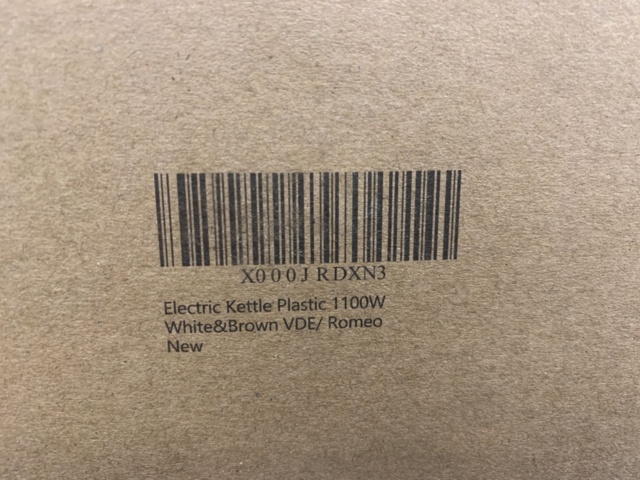 X000JRDXN3
Electric Kettle Plastic 1100W
White&Brown VDE/ Romeo
New